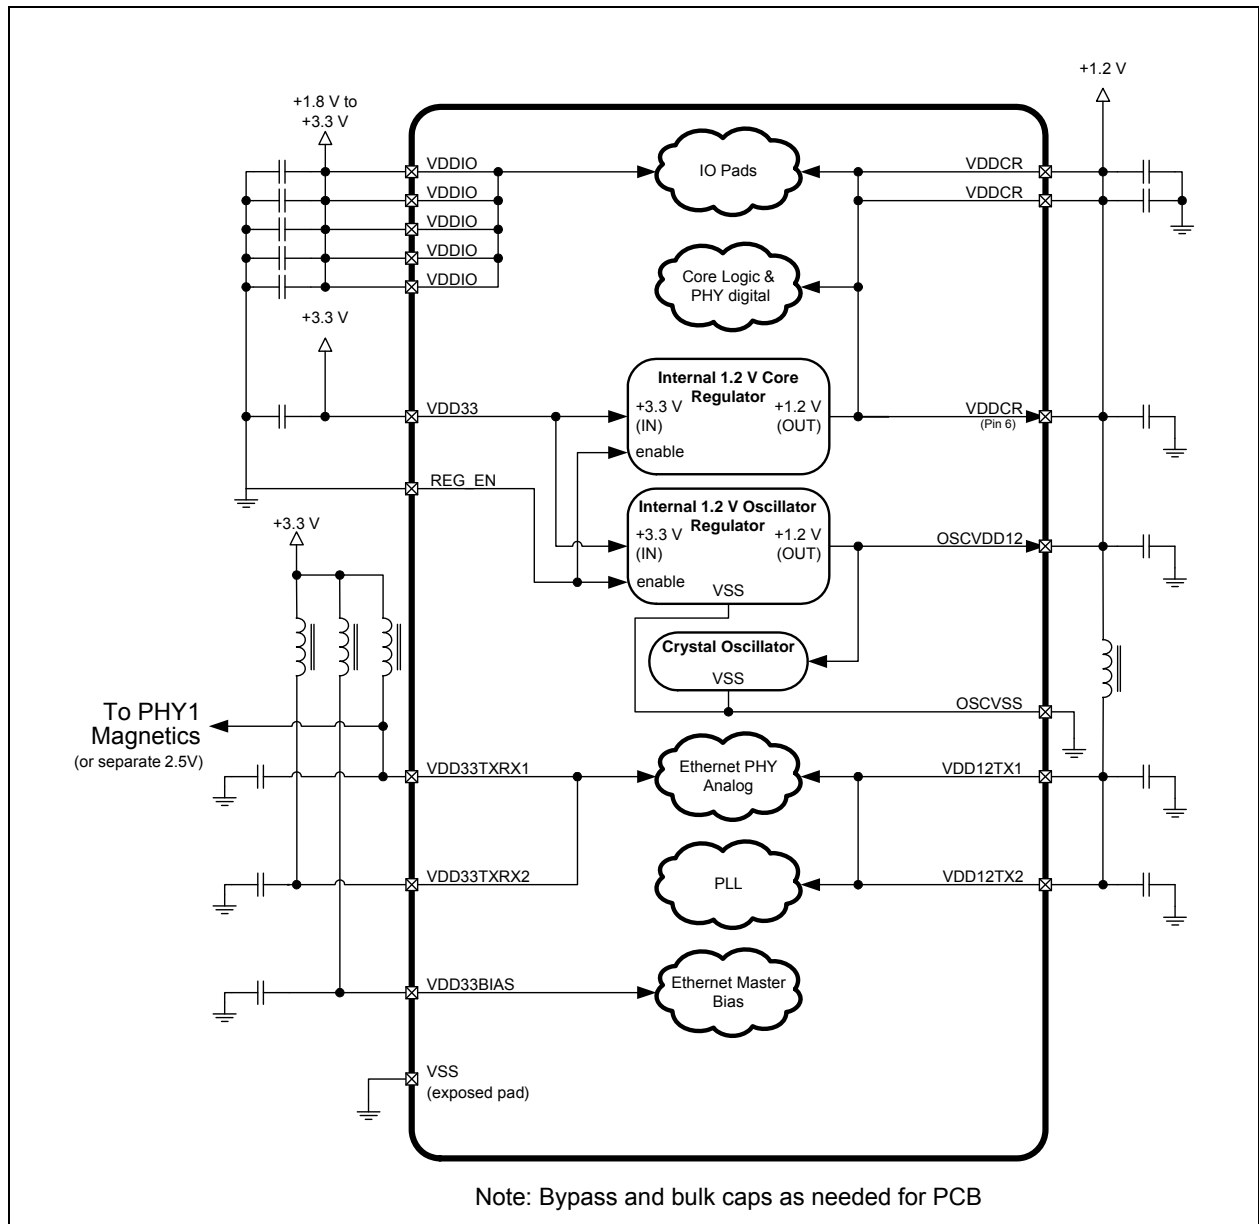 +1.2 V
+1.8 V to
+3.3 V
VDDIO
IO Pads
VDDCR
VDDIO
VDDCR
VDDIO
VDDIO
VDDIO
Core Logic &
PHY digital
+3.3 V
Internal 1.2 V Core
Regulator
+3.3 V
(IN)
+1.2 V
(OUT)
enable
VDD33
VDDCR
(Pin 6)
REG_EN
Internal 1.2 V Oscillator
Regulator
+3.3 V
(IN)
+1.2 V
(OUT)
enable
VSS
OSCVDD12
+3.3 V
Crystal Oscillator
VSS
OSCVSS
To PHY1
Magnetics
(or separate 2.5V)
VDD33TXRX1
Ethernet PHY
Analog
VDD12TX1
VDD33TXRX2
PLL
VDD12TX2
VDD33BIAS
Ethernet Master
Bias
VSS
(exposed pad)
Note: Bypass and bulk caps as needed for PCB